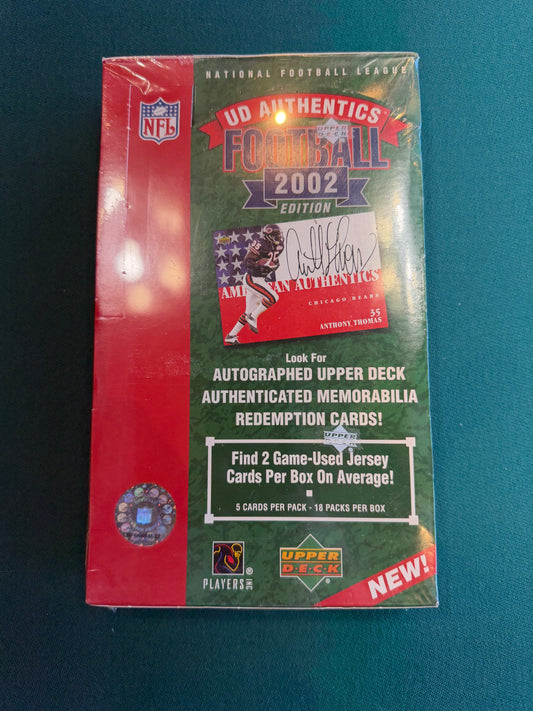 NATIONAL FOOTBALL LEAGUE
NFL
UD AUTHENTICS
UPPER DECK
FOOTBALL
2002
EDITION
AMERICAN AUTHENTICS
CHICAGO BEARS
35
ANTHONY THOMAS
Look For
AUTOGRAPHED UPPER DECK
AUTHENTICATED MEMORABILIA
REDEMPTION CARDS!
UPPER DECK
Find 2 Game-Used Jersey
Cards Per Box On Average!
5 CARDS PER PACK - 18 PACKS PER BOX
PLAYERS INC
UPPER
DECK
NEW!